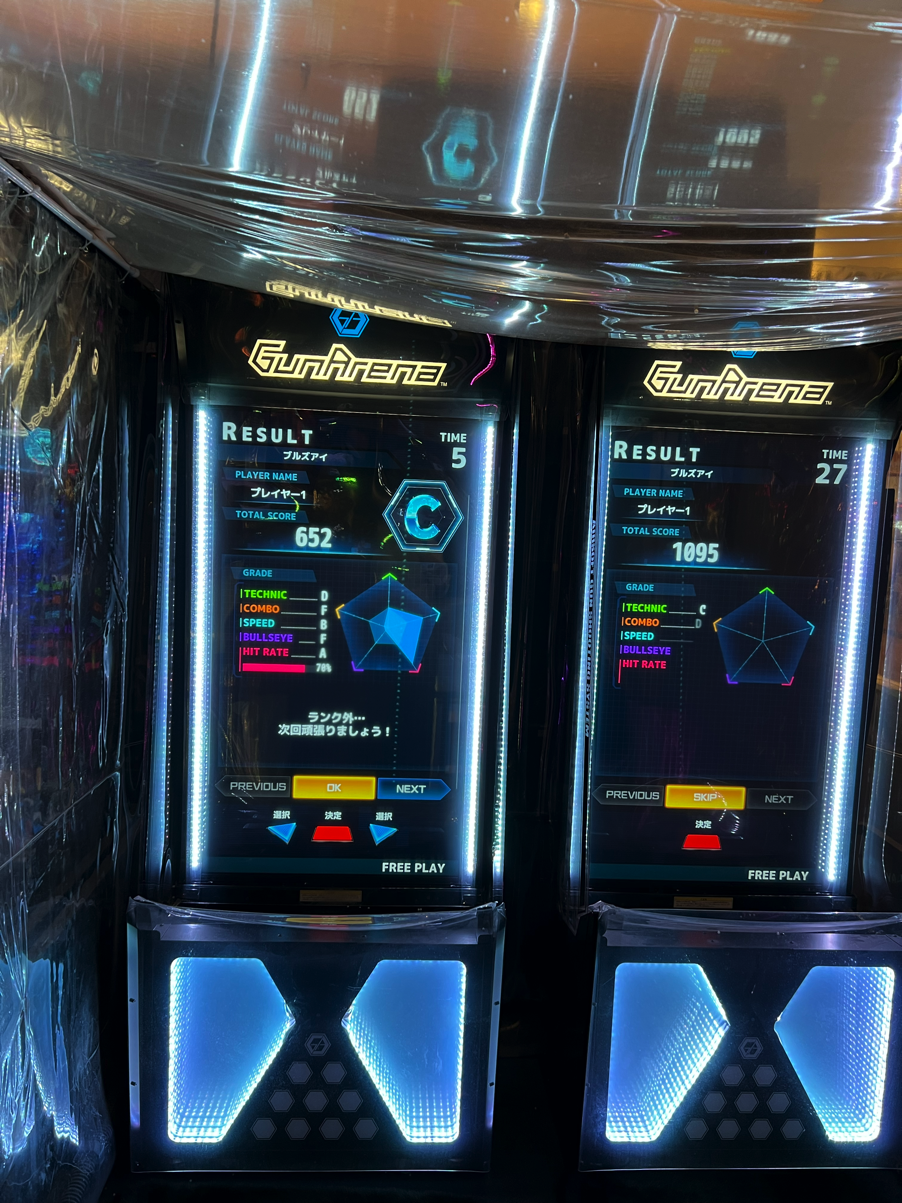 GunArena™
RESULT
TIME
5
ブルズアイ
PLAYER NAME
プレイヤー1
TOTAL SCORE
652
C
GRADE
TECHNIC D
COMBO F
SPEED B
BULLSEYE F
HIT RATE A
70%
ランク外…
次回頑張りましょう！
PREVIOUS
OK
NEXT
選択
決定
選択
FREE PLAY
GunArena™
RESULT
TIME
27
ブルズアイ
PLAYER NAME
プレイヤー1
TOTAL SCORE
1095
GRADE
TECHNIC C
COMBO D
SPEED
BULLSEYE
HIT RATE
PREVIOUS
SKIP
NEXT
決定
FREE PLAY